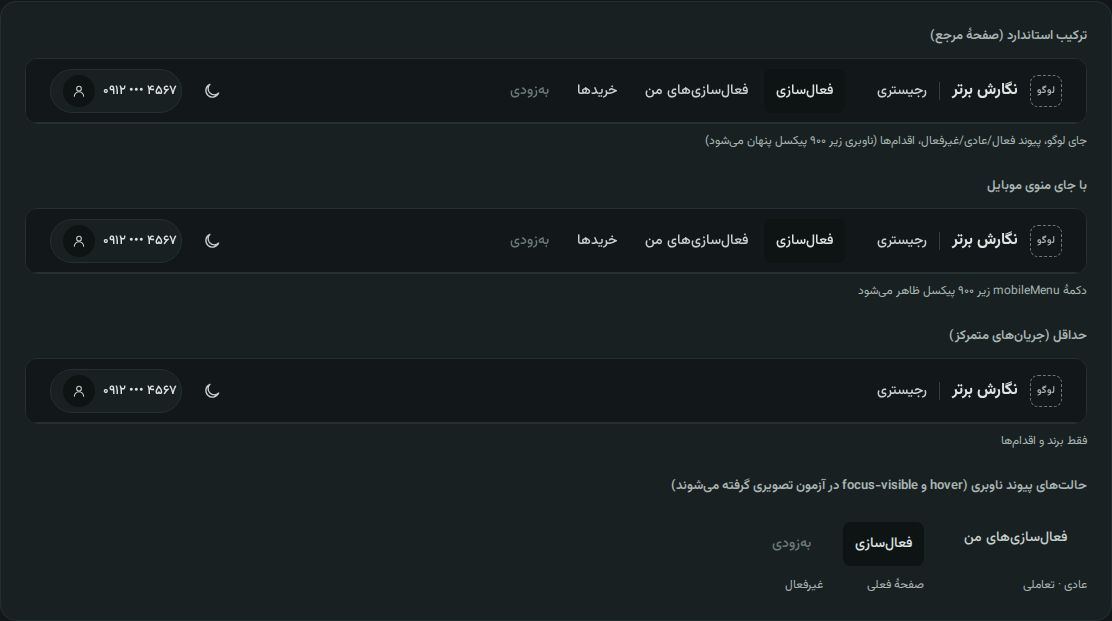 ترکیب استاندارد (صفحهٔ مرجع)
لوگو نگارش برتر رجیستری فعال‌سازی فعال‌سازی‌های من خریدها به‌زودی ۰۹۱۲ ••• ۴۵۶۷
جای لوگو، پیوند فعال/عادی/غیرفعال، اقدام‌ها (ناوبری زیر ۹۰۰ پیکسل پنهان می‌شود)
با جای منوی موبایل
لوگو نگارش برتر رجیستری فعال‌سازی فعال‌سازی‌های من خریدها به‌زودی ۰۹۱۲ ••• ۴۵۶۷
دکمهٔ mobileMenu زیر ۹۰۰ پیکسل ظاهر می‌شود
حداقل (جریان‌های متمرکز)
لوگو نگارش برتر رجیستری ۰۹۱۲ ••• ۴۵۶۷
فقط برند و اقدام‌ها
حالت‌های پیوند ناوبری (hover و focus-visible در آزمون تصویری گرفته می‌شوند)
فعال‌سازی‌های من فعال‌سازی به‌زودی
عادی · تعاملی صفحهٔ فعلی غیرفعال